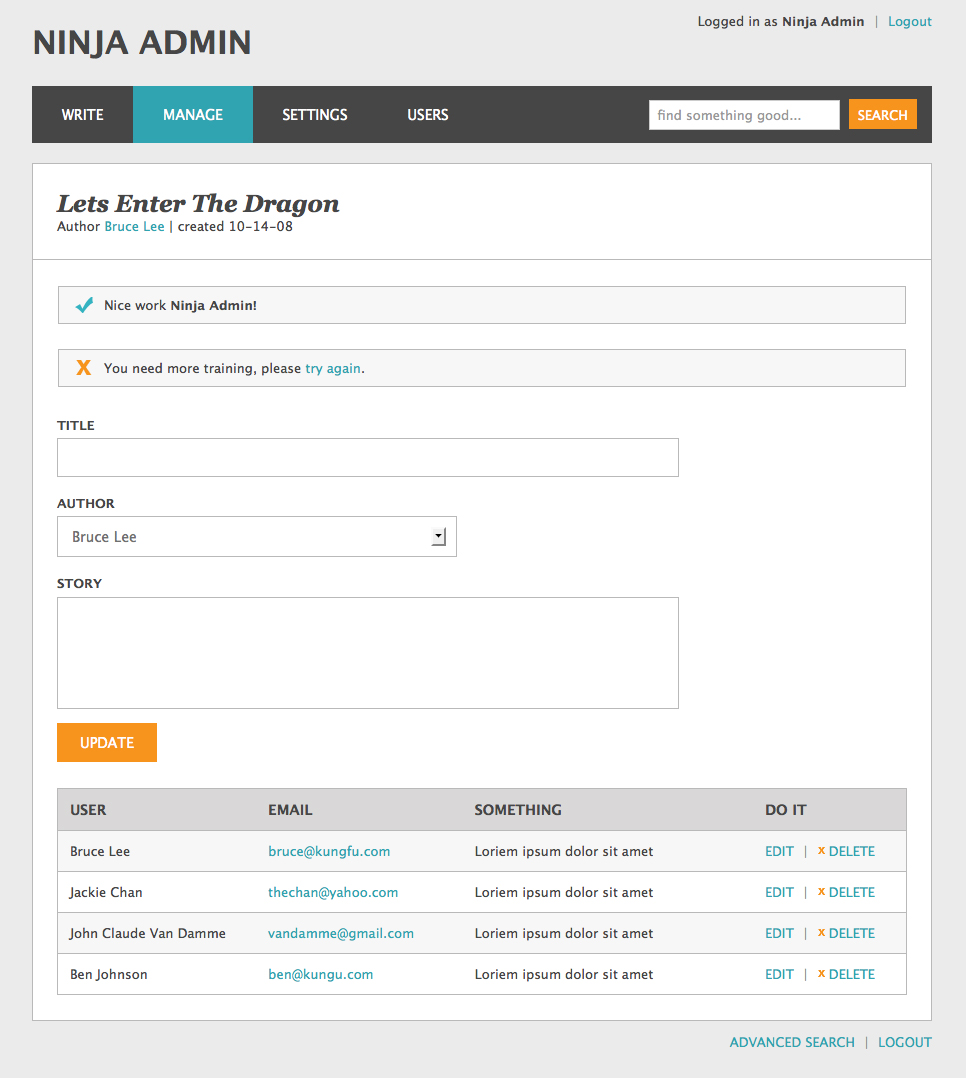 Logged in as Ninja Admin | Logout
NINJA ADMIN
WRITE MANAGE SETTINGS USERS find something good... SEARCH
Lets Enter The Dragon
Author Bruce Lee | created 10-14-08
Nice work Ninja Admin!
X You need more training, please try again.
TITLE
AUTHOR
Bruce Lee
STORY
UPDATE
USER EMAIL SOMETHING DO IT
Bruce Lee bruce@kungfu.com Loriem ipsum dolor sit amet EDIT | x DELETE
Jackie Chan thechan@yahoo.com Loriem ipsum dolor sit amet EDIT | x DELETE
John Claude Van Damme vandamme@gmail.com Loriem ipsum dolor sit amet EDIT | x DELETE
Ben Johnson ben@kungu.com Loriem ipsum dolor sit amet EDIT | x DELETE
ADVANCED SEARCH | LOGOUT